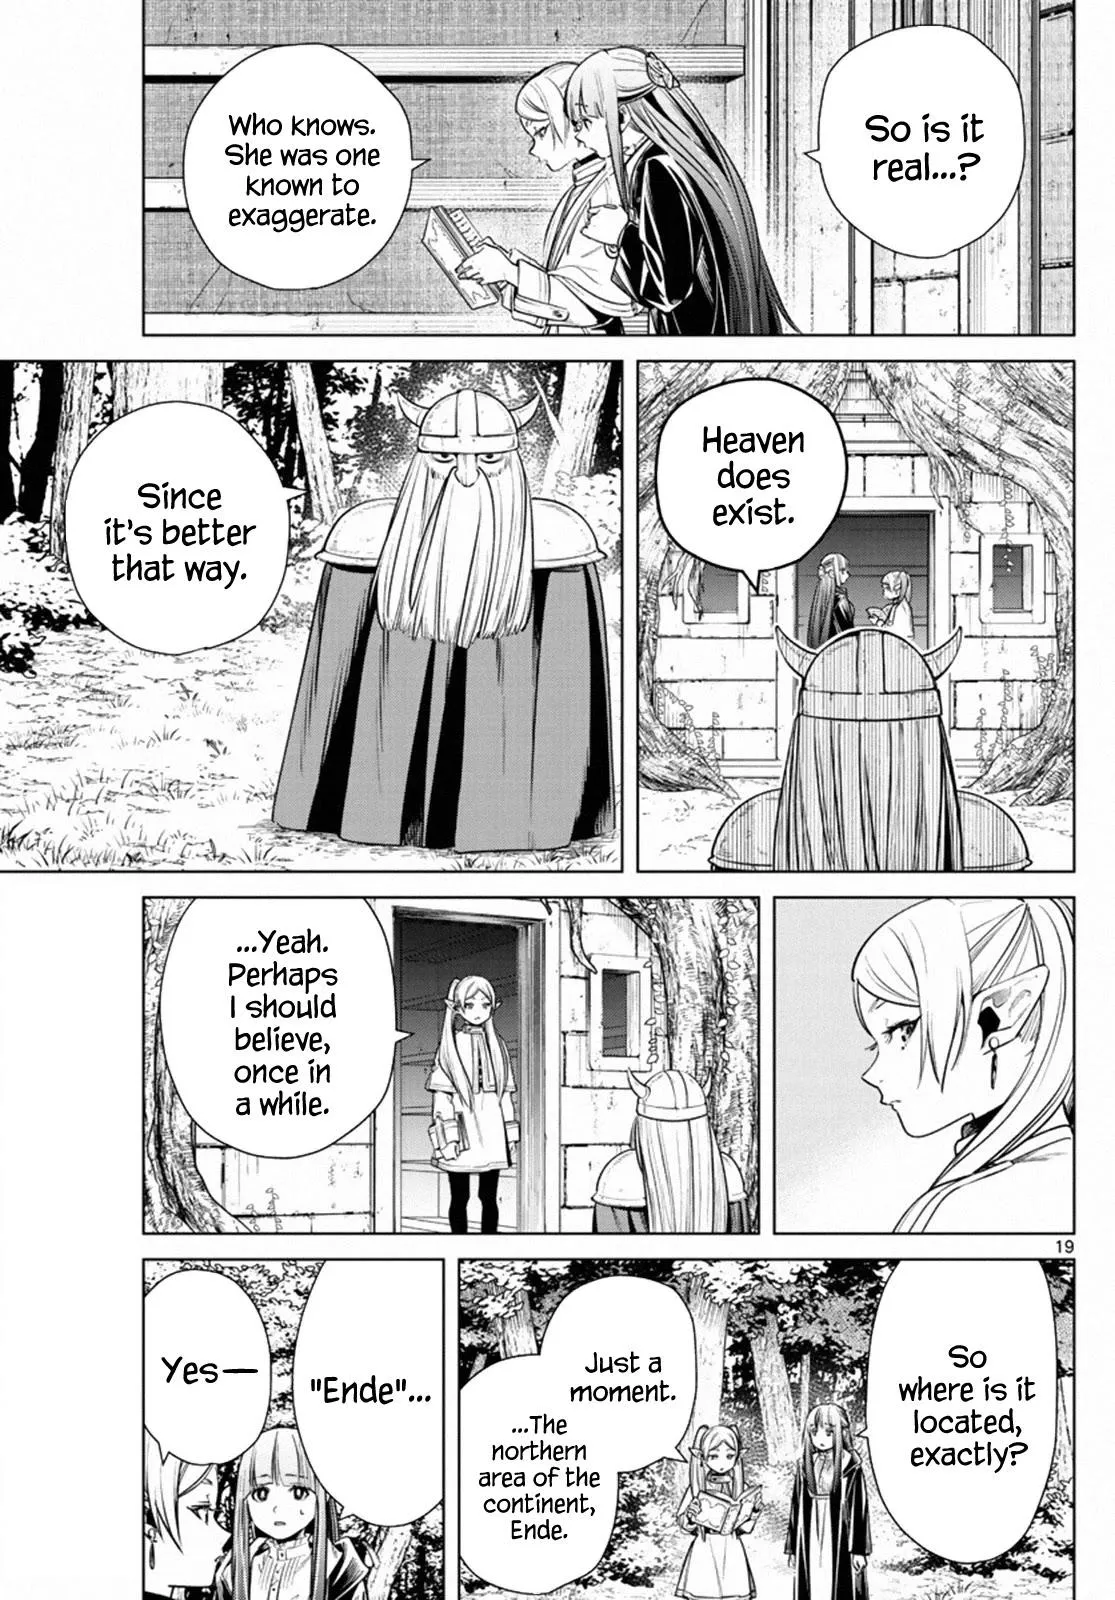 So is it
real...?
Who knows.
She was one
known to
exaggerate.
Heaven
does
exist.
Since
it's better
that way.
...Yeah.
Perhaps
I should
believe,
once in
a while.
19
So
where is it
located,
exactly?
Just a
moment.
...The
northern
area of the
continent,
Ende.
"Ende"...
Yes—